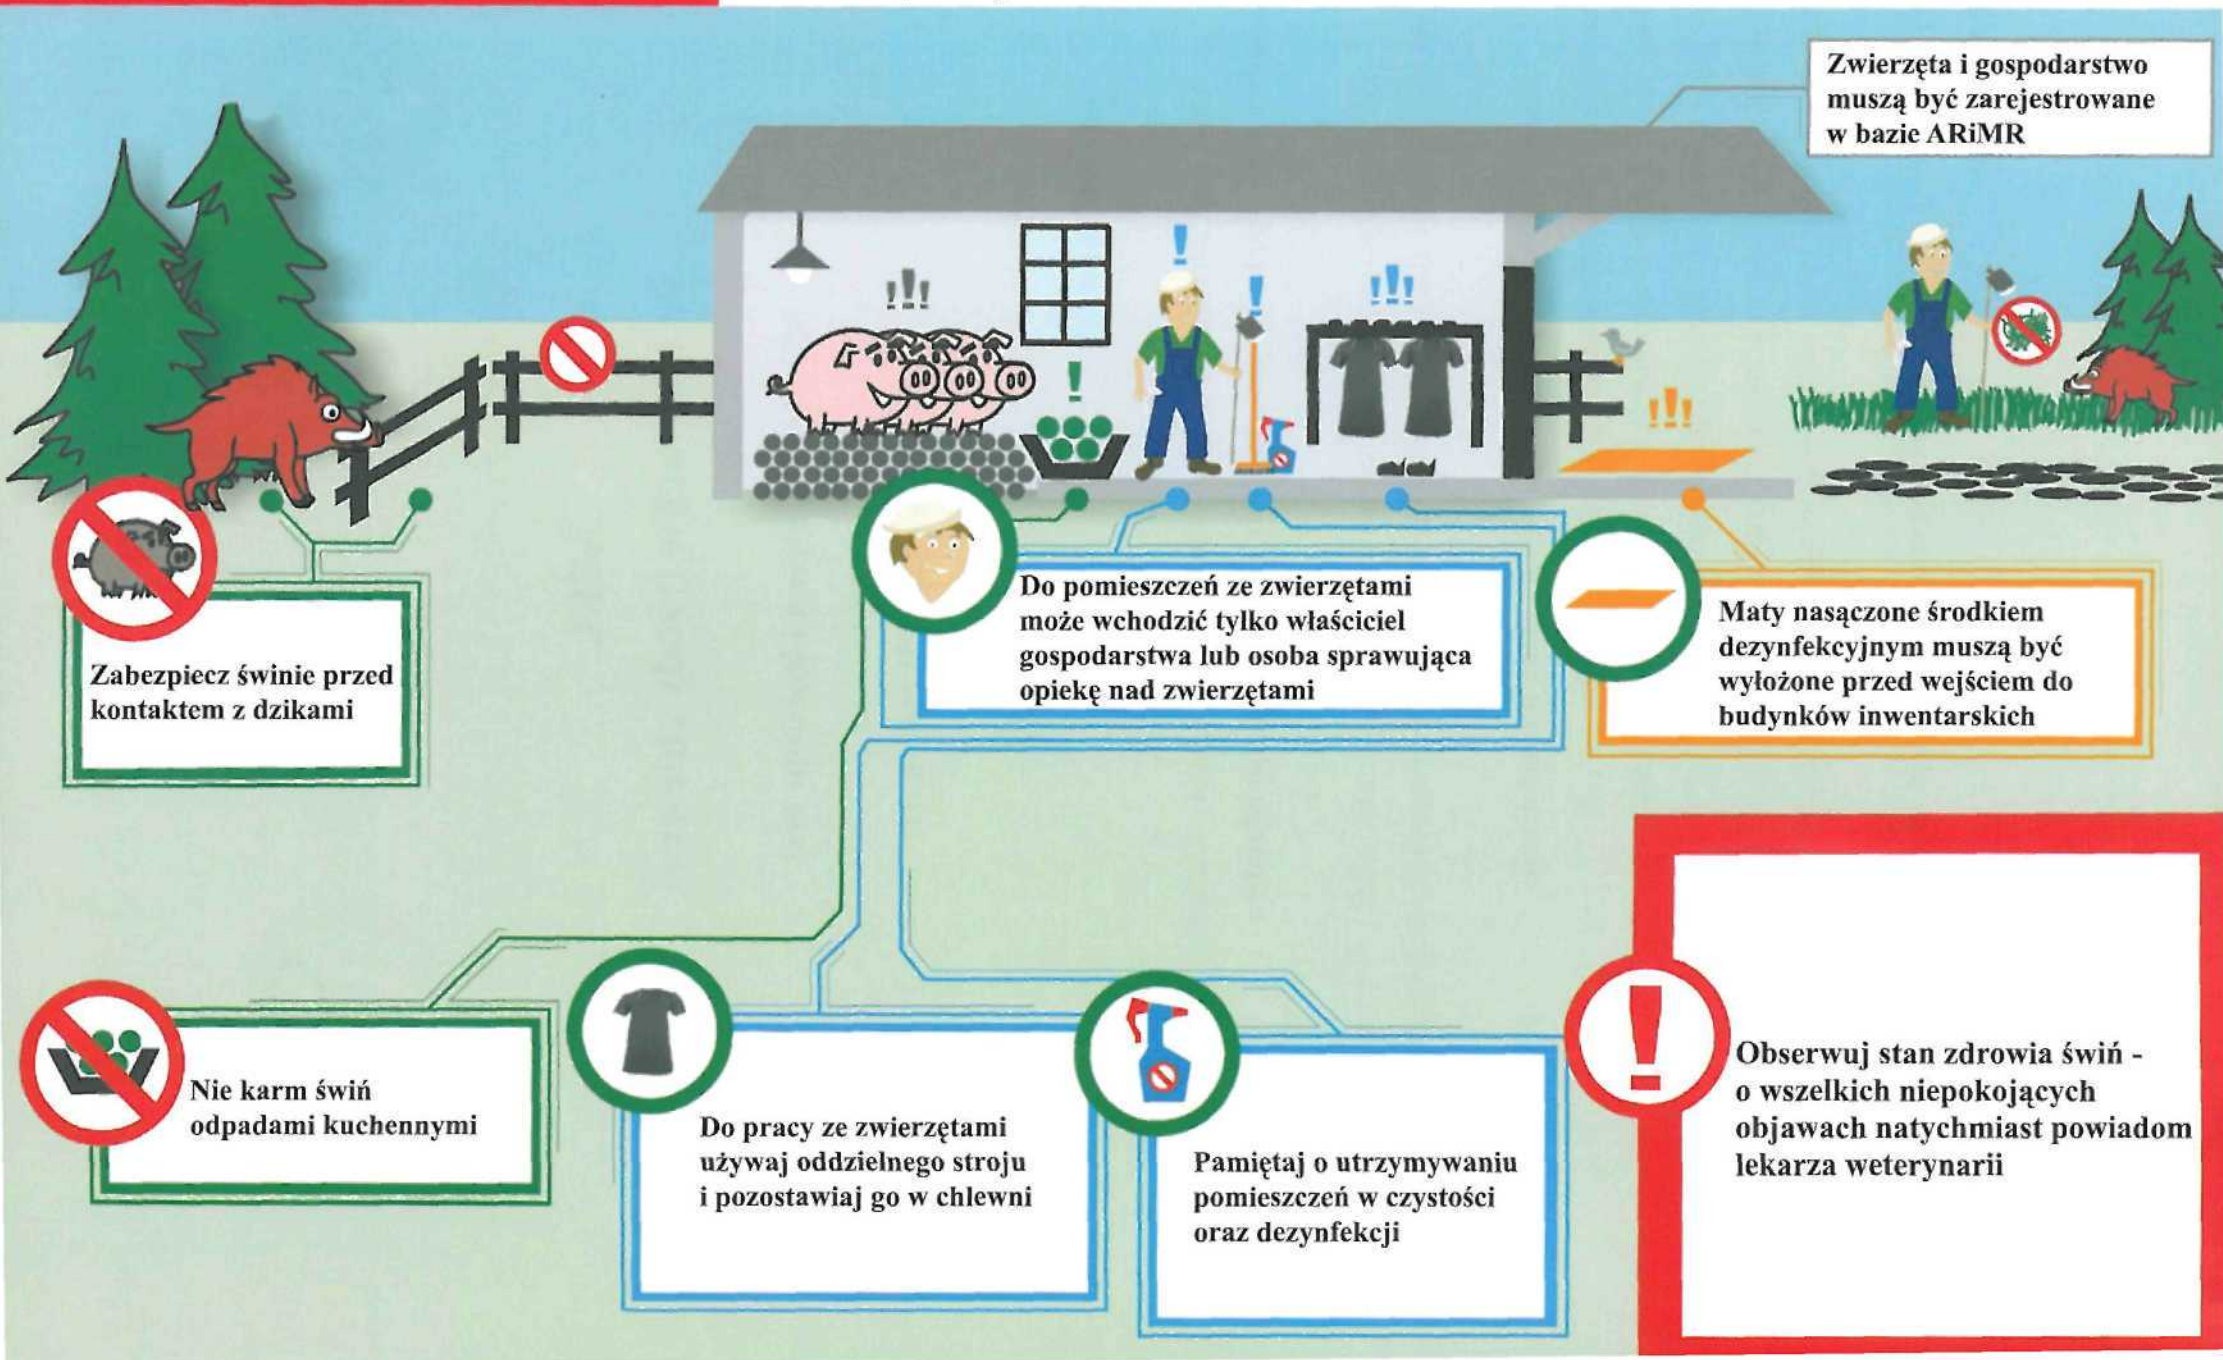 Zwierzęta i gospodarstwo
muszą być zarejestrowane
w bazie ARiMR
Zabezpiecz świnie przed
kontaktem z dzikami
Do pomieszczeń ze zwierzętami
może wchodzić tylko właściciel
gospodarstwa lub osoba sprawująca
opiekę nad zwierzętami
Maty nasączone środkiem
dezynfekcyjnym muszą być
wyłożone przed wejściem do
budynków inwentarskich
Nie karm świń
odpadami kuchennymi
Do pracy ze zwierzętami
używaj oddzielnego stroju
i pozostawiaj go w chlewni
Pamiętaj o utrzymywaniu
pomieszczeń w czystości
oraz dezynfekcji
Obserwuj stan zdrowia świń -
o wszelkich niepokojących
objawach natychmiast powiadom
lekarza weterynarii